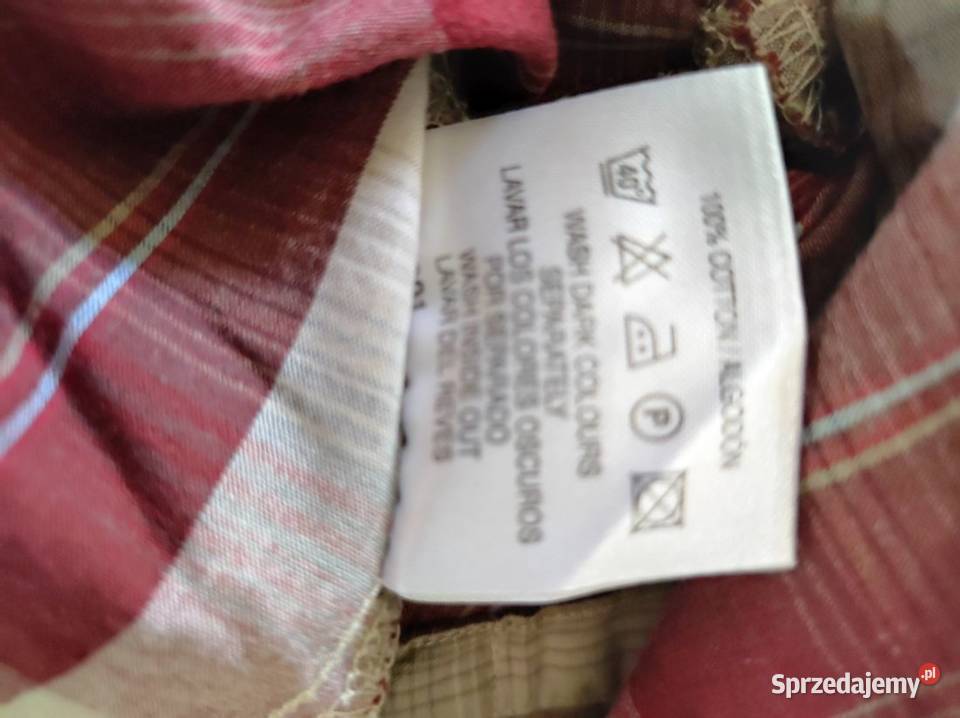 100% COTTON / ALGODÓN
40°
P
WASH DARK COLOURS
SEPARATELY
LAVAR LOS COLORES OSCUROS
POR SEPARADO
WASH INSIDE OUT
LAVAR DEL REVES
Sprzedajemy.pl